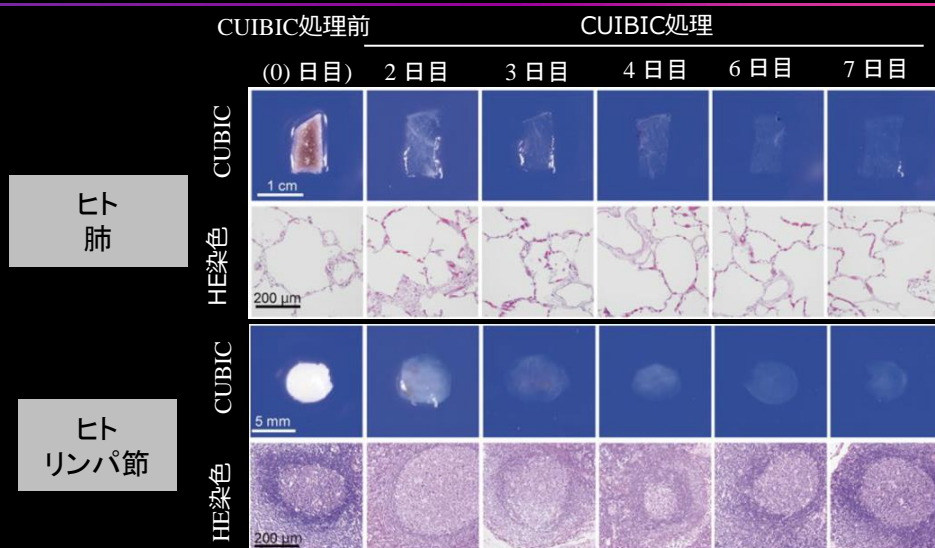 CUIBIC処理前
CUIBIC処理
(0) 日目)
2 日目
3 日目
4 日目
6 日目
7 日目
ヒト
肺
CUBIC
1 cm
HE染色
200 µm
ヒト
リンパ節
CUBIC
5 mm
HE染色
200 µm